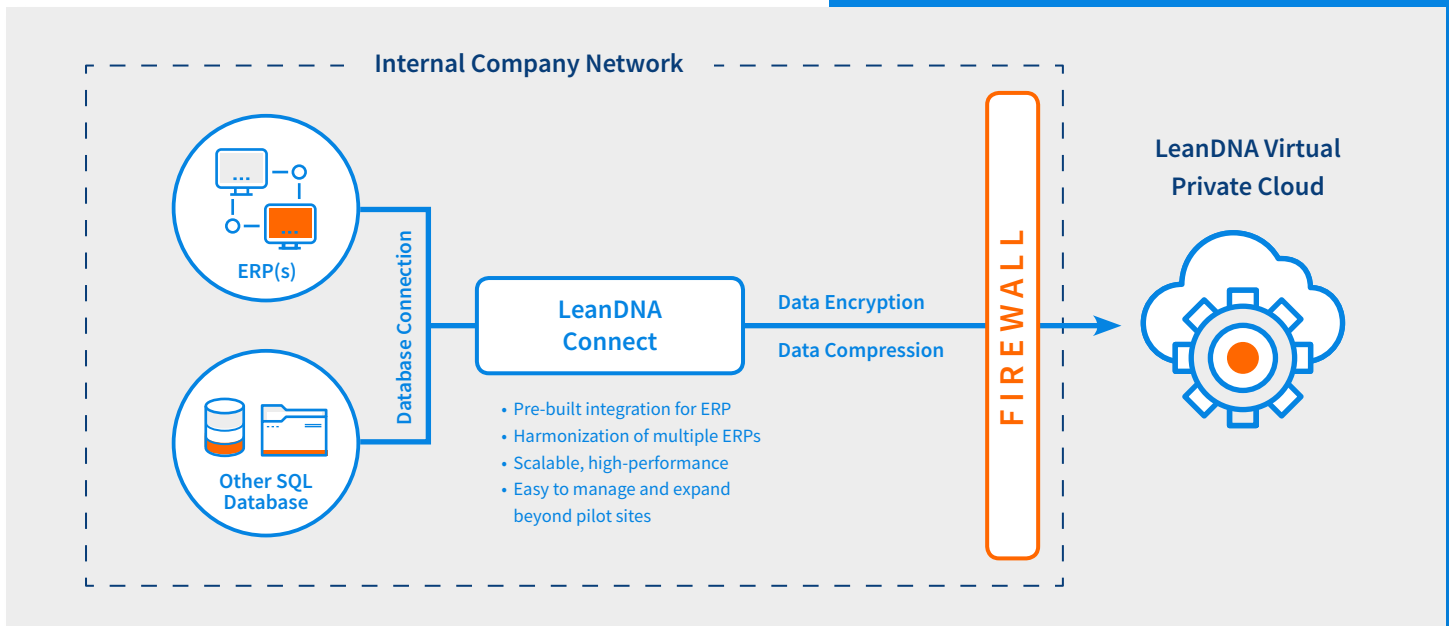 Internal Company Network
ERP(s)
Other SQL
Database
Database Connection
LeanDNA
Connect
• Pre-built integration for ERP
• Harmonization of multiple ERPs
• Scalable, high-performance
• Easy to manage and expand
beyond pilot sites
Data Encryption
Data Compression
FIREWALL
LeanDNA Virtual
Private Cloud